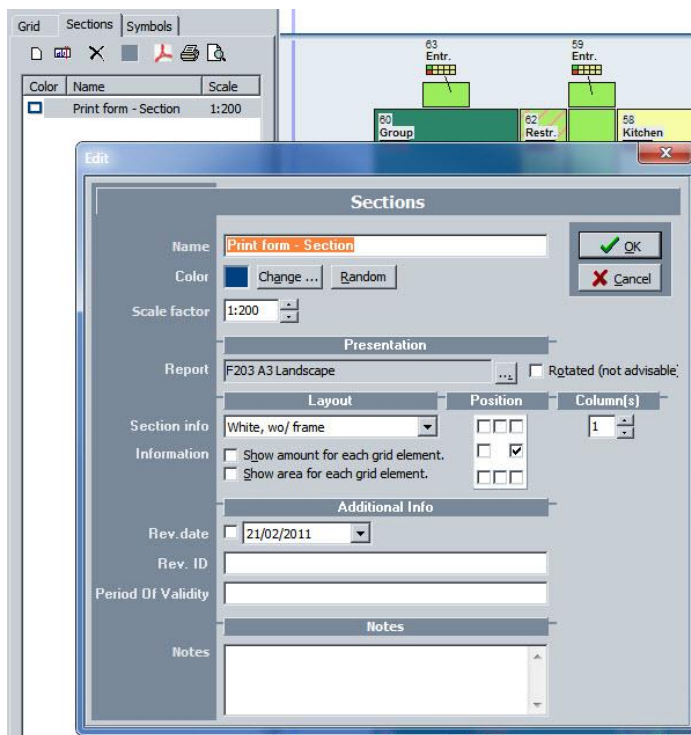 Grid Sections Symbols
Color Name Scale
Print form - Section 1:200
63
Entr.
59
Entr.
60
Group
62
Restr.
58
Kitchen
Edit
Sections
Name Print form - Section
OK
Color Change ... Random
Cancel
Scale factor 1:200
Presentation
Report F203 A3 Landscape ... Rotated (not advisable)
Layout Position Column(s)
Section info White, wo/ frame 1
Information Show amount for each grid element.
Show area for each grid element.
Additional Info
Rev.date 21/02/2011
Rev. ID
Period Of Validity
Notes
Notes